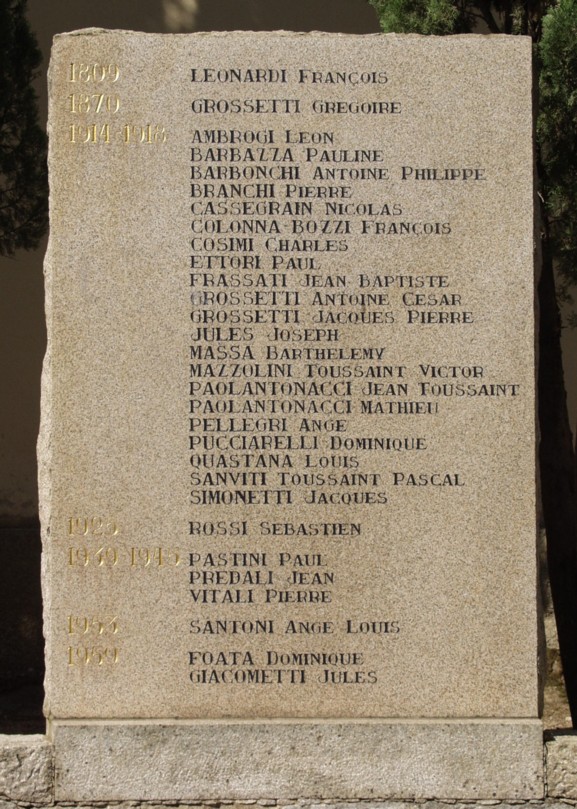 1809 LEONARDI FRANÇOIS
1870 GROSSETTI GREGOIRE
1914-1918 AMBROGI LEON
BARBAZZA PAULINE
BARBONCHI ANTOINE PHILIPPE
BRANCHI PIERRE
CASSEGRAIN NICOLAS
COLONNA-BOZZI FRANÇOIS
COSIMI CHARLES
ETTORI PAUL
FRASSATI JEAN BAPTISTE
GROSSETTI ANTOINE CESAR
GROSSETTI JACQUES PIERRE
JULES JOSEPH
MASSA BARTHELEMY
MAZZOLINI TOUSSAINT VICTOR
PAOLANTONACCI JEAN TOUSSAINT
PAOLANTONACCI MATHIEU
PELLEGRI ANGE
PUCCIARELLI DOMINIQUE
QUASTANA LOUIS
SANVITI TOUSSAINT PASCAL
SIMONETTI JACQUES
1925 ROSSI SEBASTIEN
1939-1945 PASTINI PAUL
PREDALI JEAN
VITALI PIERRE
SANTONI ANGE LOUIS
1959 FOATA DOMINIQUE
GIACOMETTI JULES